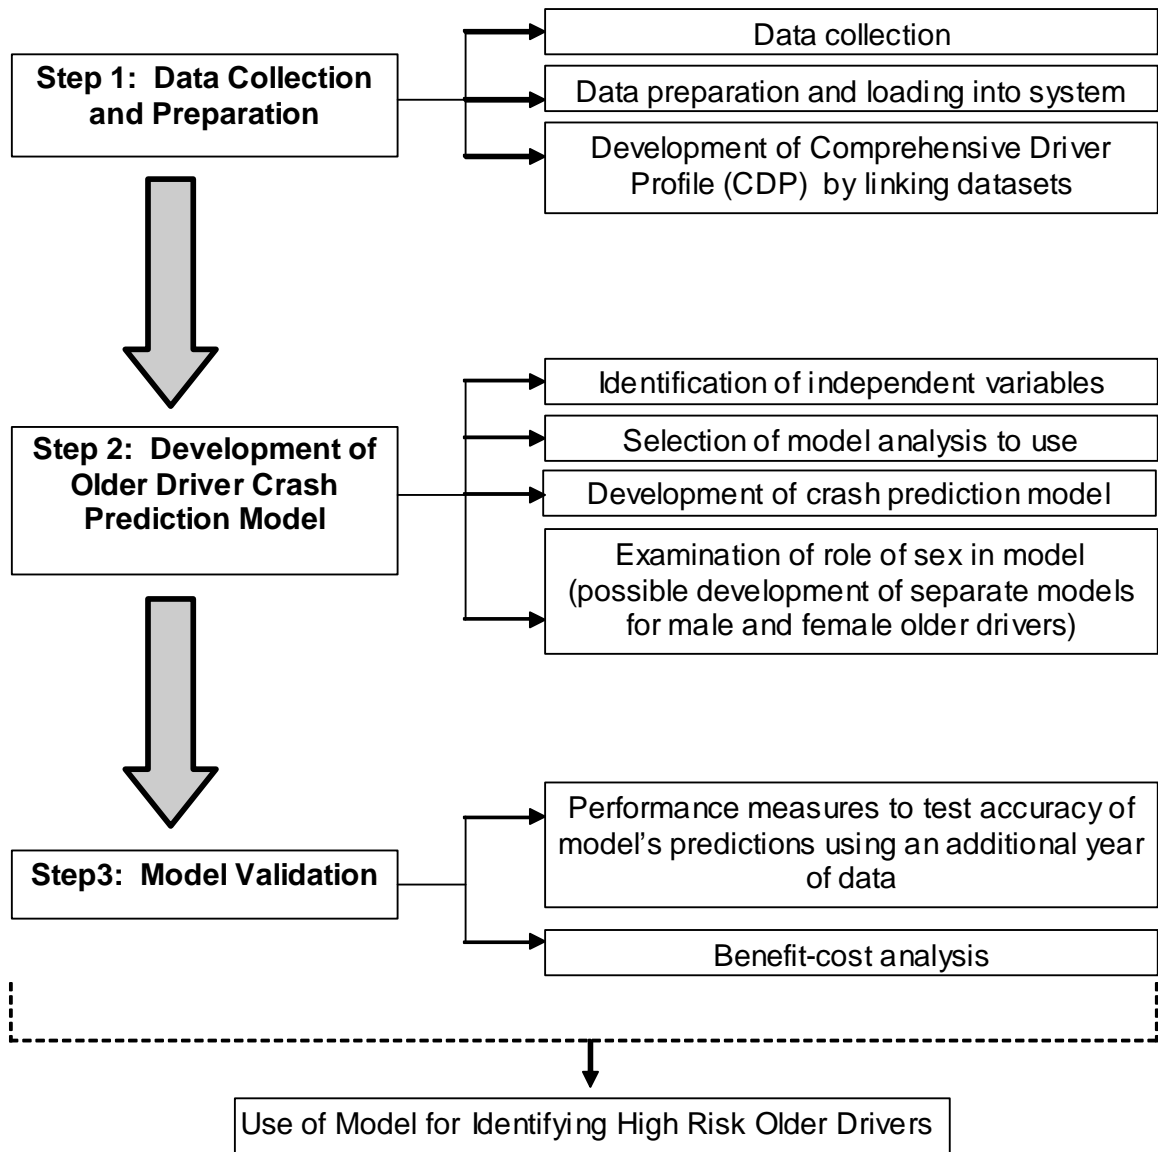 Data collection
Step 1:  Data Collection
and Preparation
Data preparation and loading into system
Development of Comprehensive Driver
Profile (CDP)  by linking datasets
Identification of independent variables
Step 2:  Development of
Older Driver Crash
Prediction Model
Selection of model analysis to use
Development of crash prediction model
Examination of role of sex in model
(possible development of separate models
for male and female older drivers)
Step3:  Model Validation
Performance measures to test accuracy of
model’s predictions using an additional year
of data
Benefit-cost analysis
Use of Model for Identifying High Risk Older Drivers